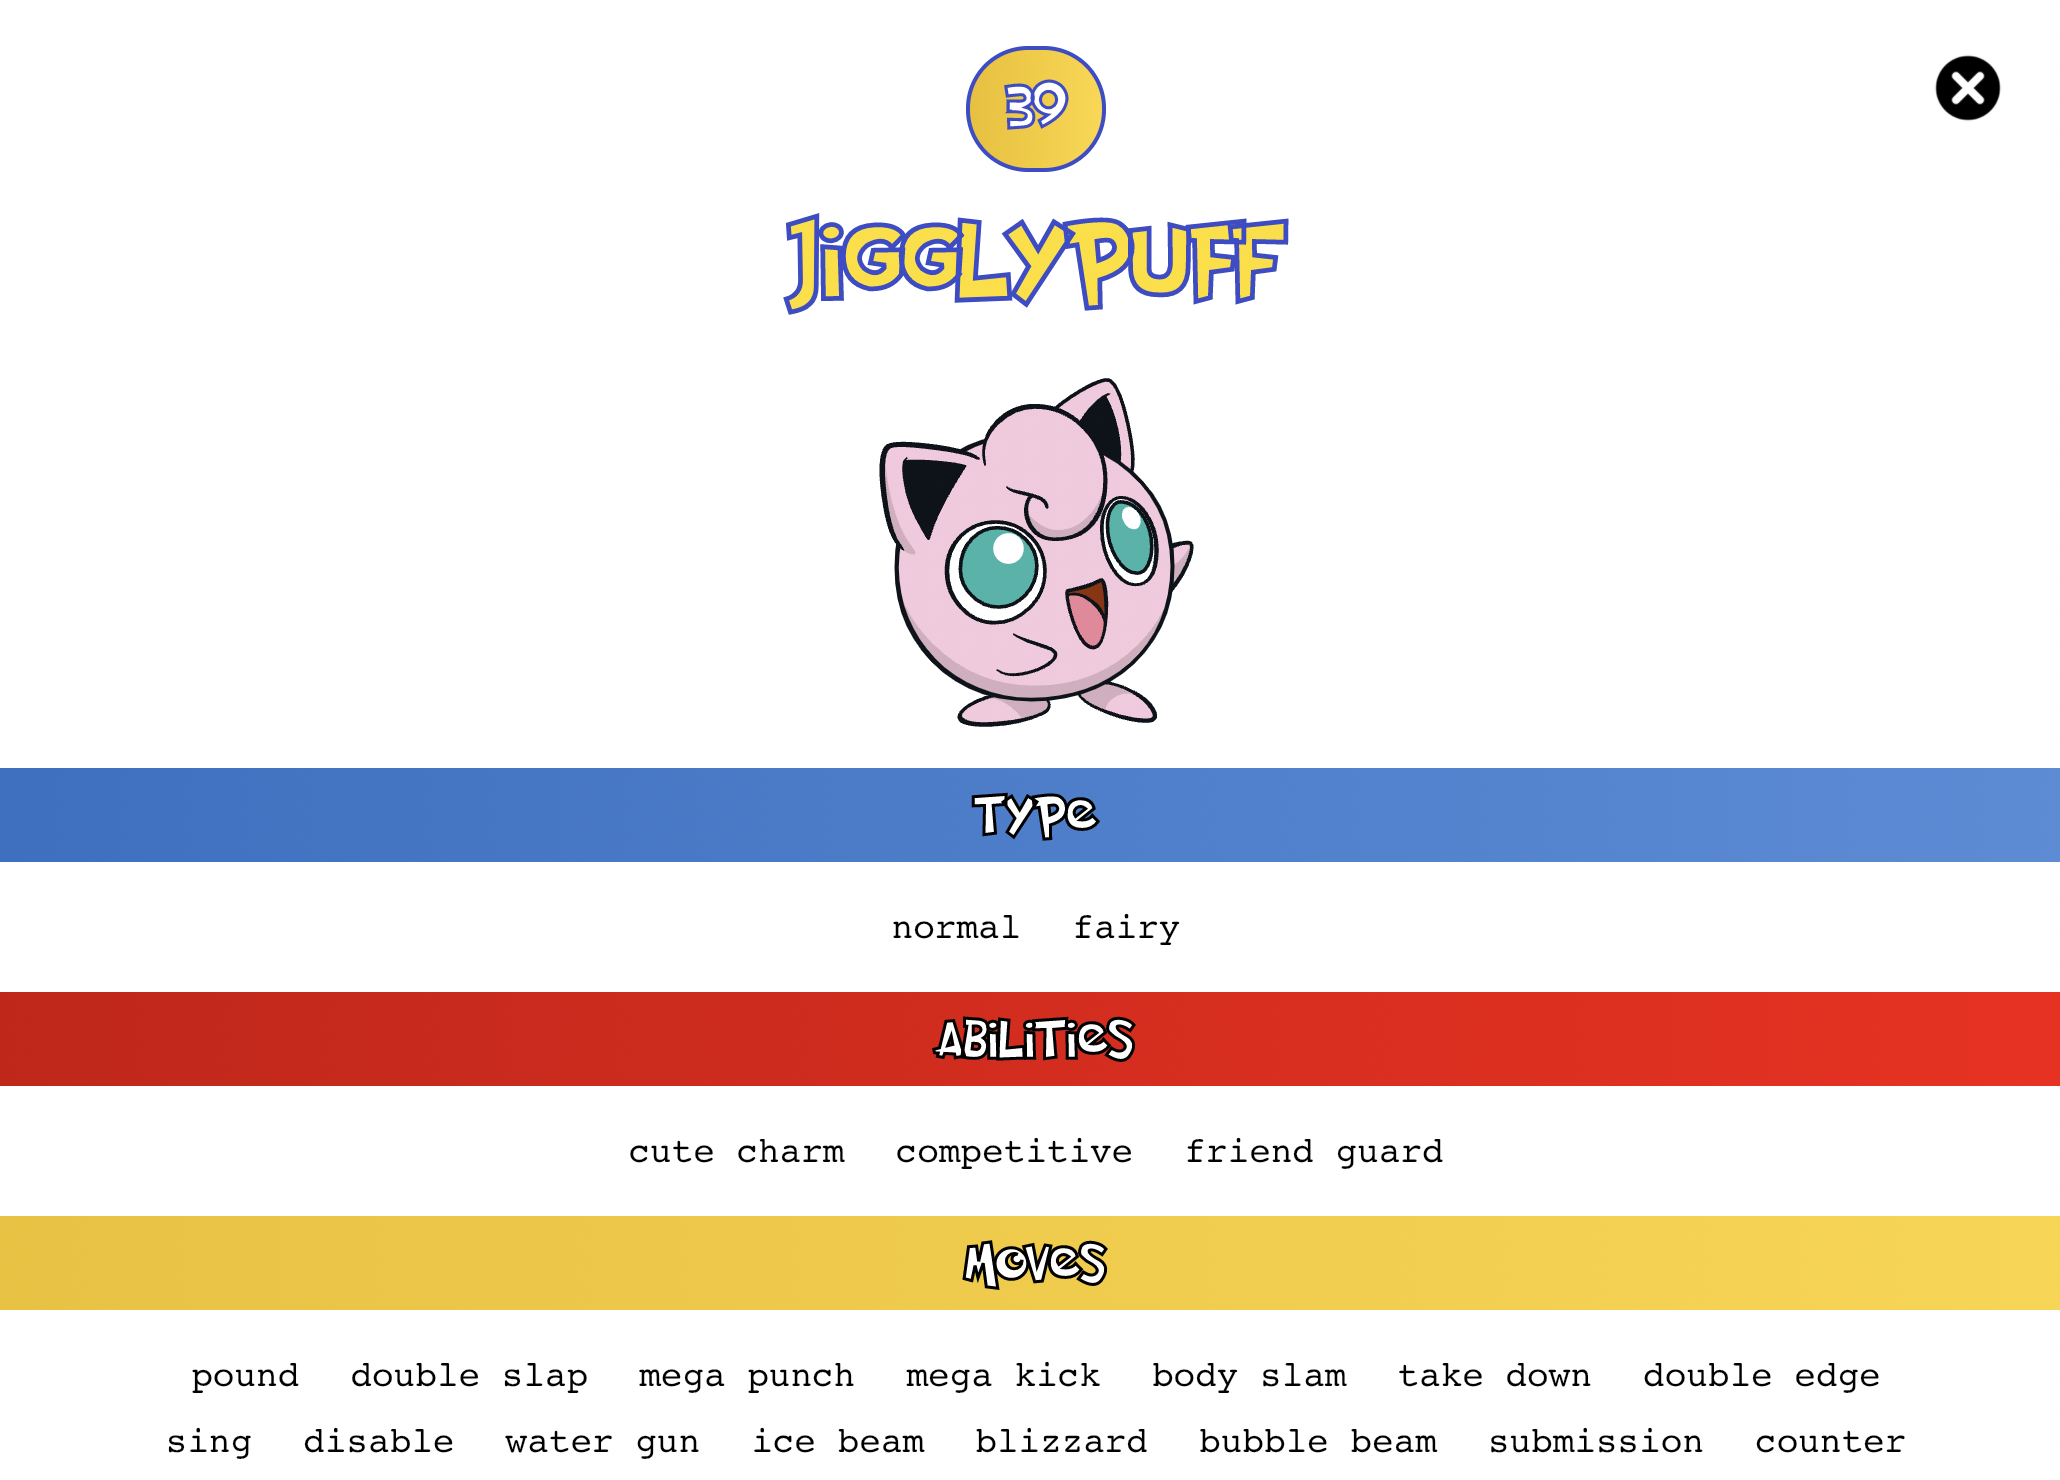 39
JiGGLYPUFF
TYPe
ABiLiTieS
normal fairy
cute charm competitive friend guard
MoVeS
pound double slap mega punch mega kick body slam take down double edge
sing disable water gun ice beam blizzard bubble beam submission counter